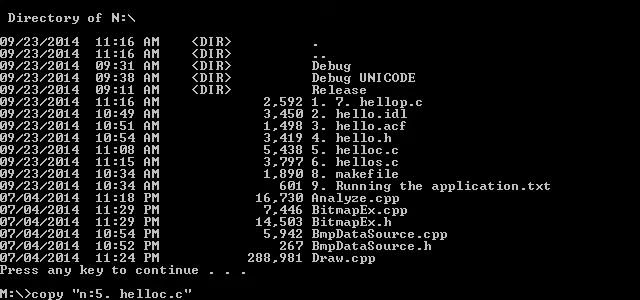 Directory of N:\
09/23/2014 11:16 AM <DIR> .
09/23/2014 11:16 AM <DIR> ..
09/23/2014 09:31 AM <DIR> Debug
09/23/2014 09:38 AM <DIR> Debug UNICODE
09/23/2014 09:11 AM <DIR> Release
09/23/2014 11:16 AM 2,592 1. 7. hellop.c
09/23/2014 10:49 AM 3,450 2. hello.idl
09/23/2014 10:51 AM 1,498 3. hello.acf
09/23/2014 10:54 AM 3,419 4. hello.h
09/23/2014 11:08 AM 5,438 5. helloc.c
09/23/2014 11:15 AM 3,797 6. hellos.c
09/23/2014 10:34 AM 1,890 8. makefile
09/23/2014 10:34 AM 601 9. Running the application.txt
07/04/2014 11:18 PM 16,730 Analyze.cpp
07/04/2014 11:29 PM 7,446 BitmapEx.cpp
07/04/2014 11:29 PM 14,503 BitmapEx.h
07/04/2014 10:54 PM 5,942 BmpDataSource.cpp
07/04/2014 10:52 PM 267 BmpDataSource.h
07/04/2014 11:24 PM 288,981 Draw.cpp
Press any key to continue . . .
M:\>copy "n:5. helloc.c"